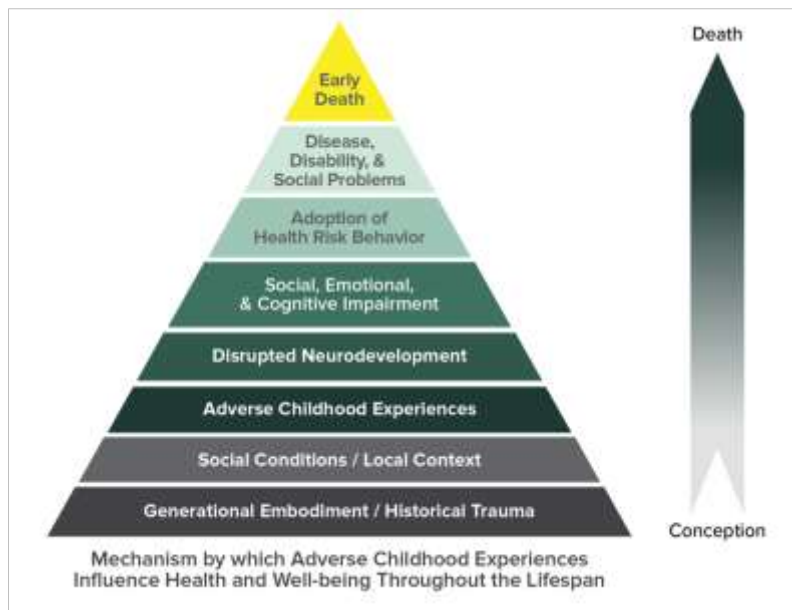 Death
Early
Death
Disease,
Disability, &
Social Problems
Adoption of
Health Risk Behavior
Social, Emotional,
& Cognitive Impairment
Disrupted Neurodevelopment
Adverse Childhood Experiences
Social Conditions / Local Context
Generational Embodiment / Historical Trauma
Conception
Mechanism by which Adverse Childhood Experiences
Influence Health and Well-being Throughout the Lifespan